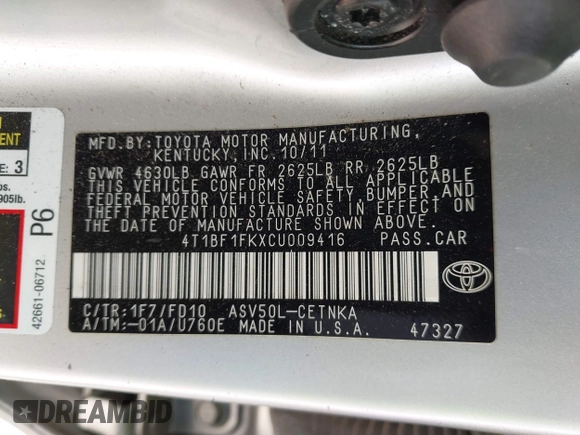 MFD.BY:TOYOTA MOTOR MANUFACTURING,
KENTUCKY, INC. 10/11
GVWR 4630LB GAWR FR 2625LB RR 2625LB
THIS VEHICLE CONFORMS TO ALL APPLICABLE
FEDERAL MOTOR VEHICLE SAFETY, BUMPER, AND
THEFT PREVENTION STANDARDS IN EFFECT ON
THE DATE OF MANUFACTURE SHOWN ABOVE.
4T1BF1FKXCU009416 PASS.CAR
C/TR:1F7/FD10 ASV50L-CETNKA
A/TM:-01A/U760E MADE IN U.S.A.
47327
TOYOTA
3
905lb.
P6
42661-06712
DREAMBID